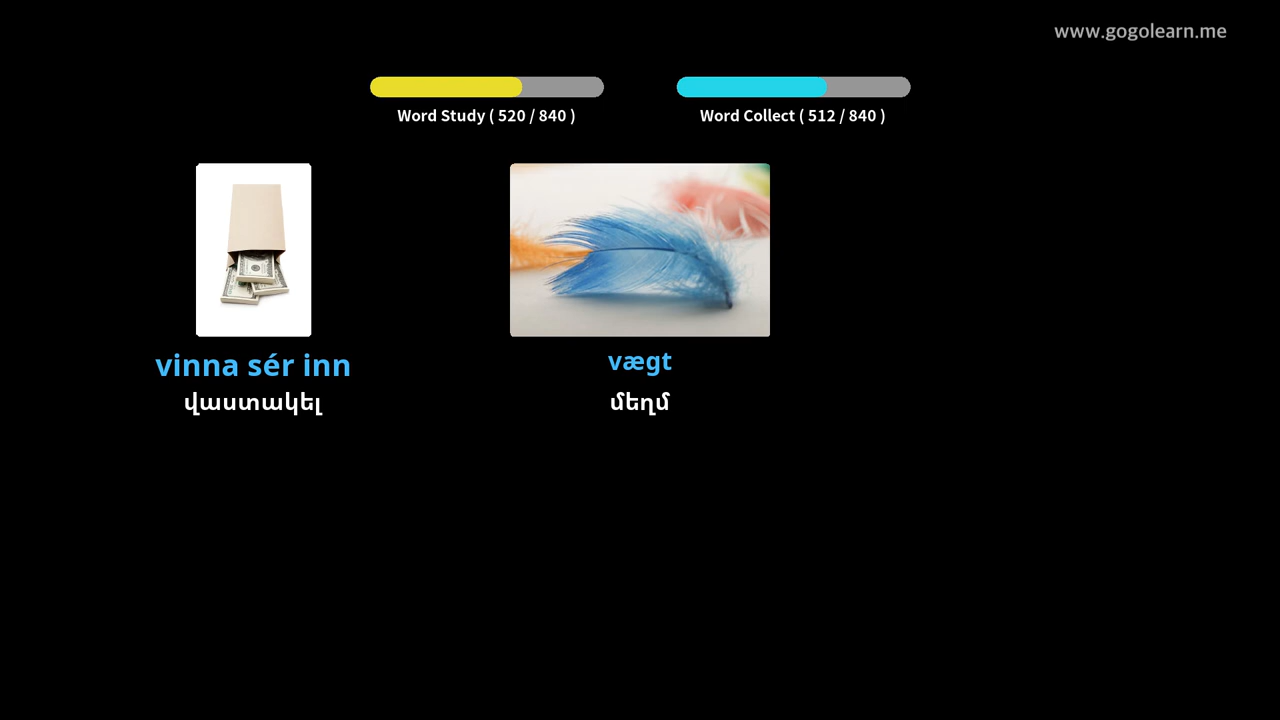 www.gogolearn.me
Word Study ( 520 / 840 )
Word Collect ( 512 / 840 )
vinna sér inn
վաստակել
vægt
մեղմ